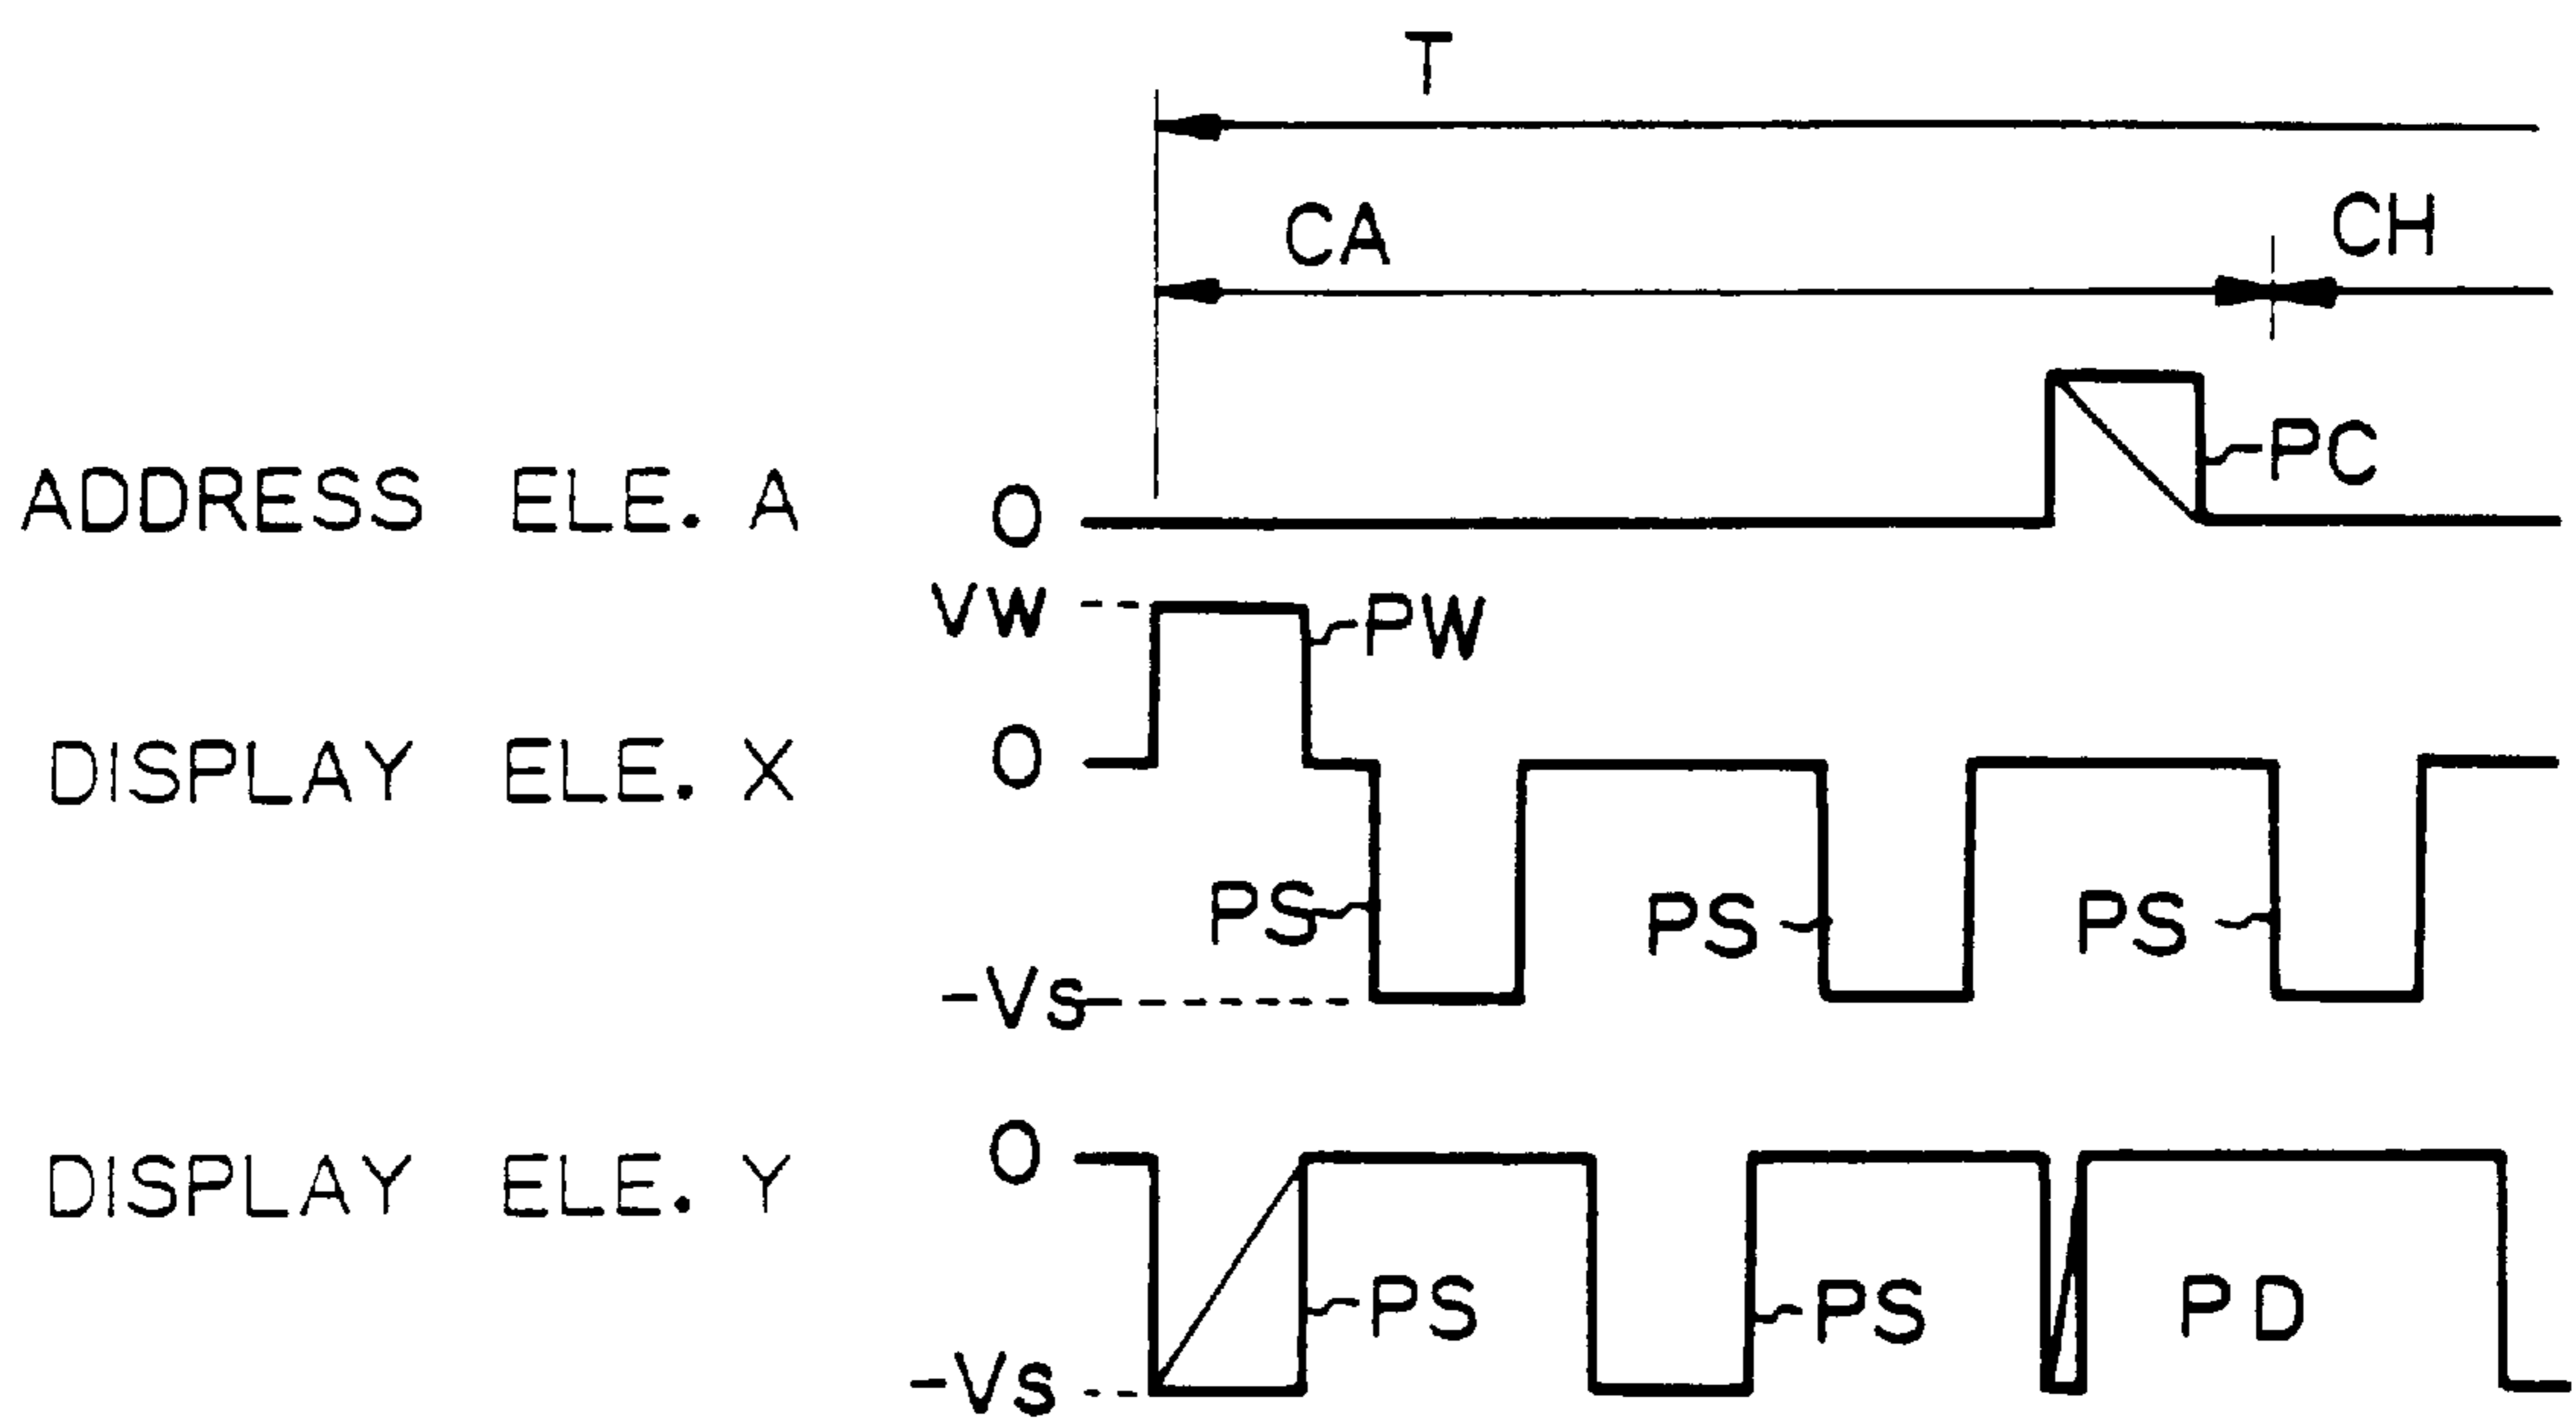 T
CA
CH
PC
ADDRESS ELE. A
0
VW
PW
DISPLAY ELE. X
0
PS
PS
PS
-Vs
0
DISPLAY ELE. Y
PS
PS
PD
-Vs